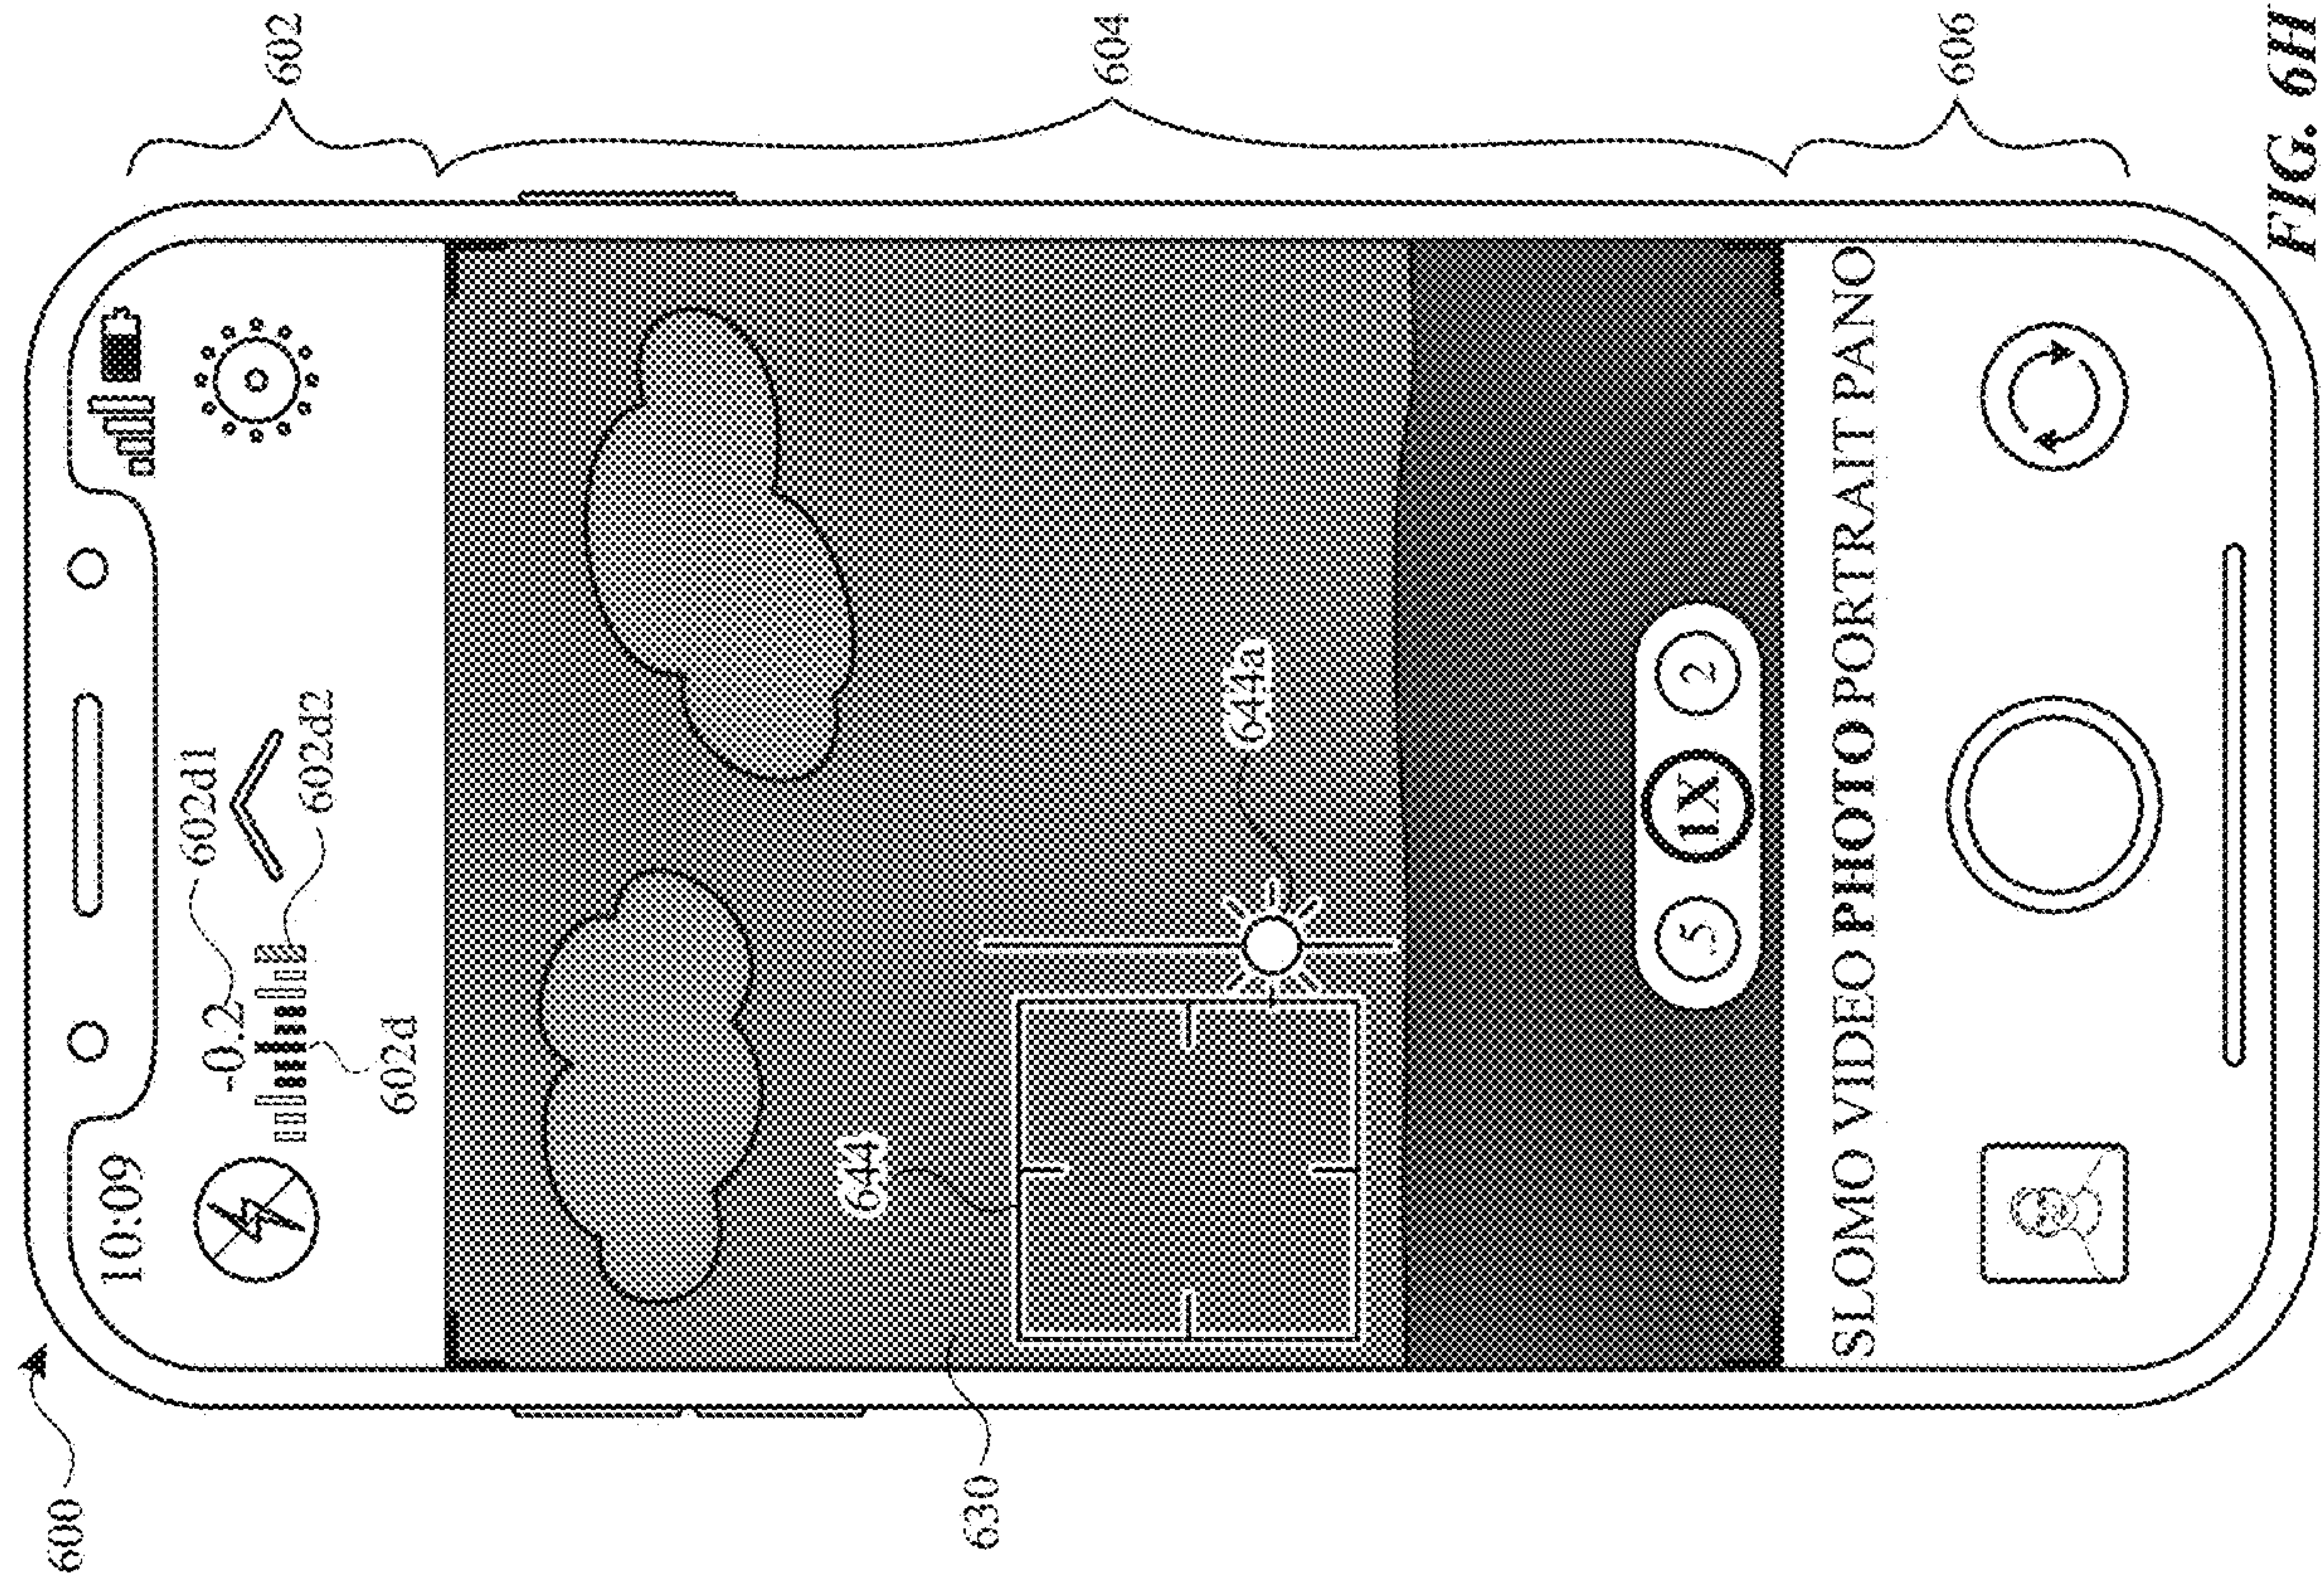 600
10:09
602
-0.2
602d1
602d2
602d
644
604
644a
630
.5 1X 2
SLOMO VIDEO PHOTO PORTRAIT PANO
606
FIG. 6H